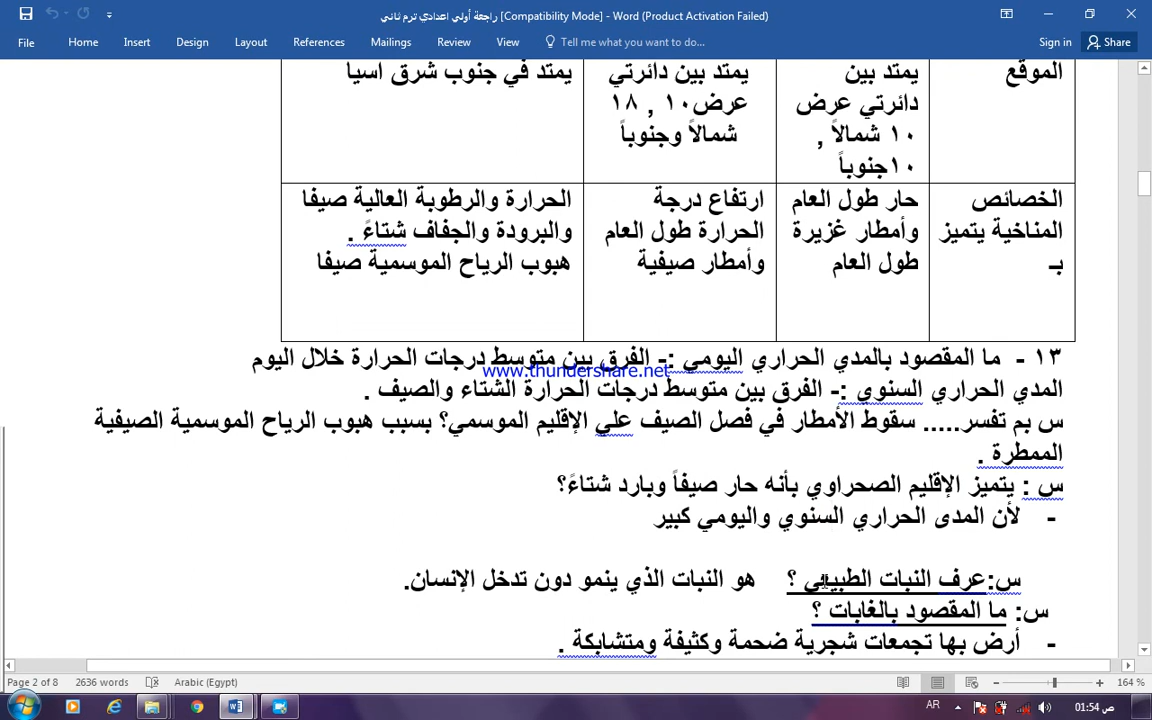 راجعة أولي اعدادي ترم ثاني [Compatibility Mode] - Word (Product Activation Failed)
File Home Insert Design Layout References Mailings Review View Tell me what you want to do... Sign in Share
الموقع
يمتد بين دائرتي عرض ١٠ شمالاً , ١٠جنوباً
يمتد بين دائرتي عرض١٠ , ١٨ شمالاً وجنوباً
يمتد في جنوب شرق اسيا
الخصائص المناخية يتميز بـ
حار طول العام وأمطار غزيرة طول العام
ارتفاع درجة الحرارة طول العام وأمطار صيفية
الحرارة والرطوبة العالية صيفا والبرودة والجفاف شتاءً .
هبوب الرياح الموسمية صيفا
١٣ - ما المقصود بالمدي الحراري اليومي :- الفرق بين متوسط درجات الحرارة خلال اليوم
www.thundershare.net
المدي الحراري السنوي :- الفرق بين متوسط درجات الحرارة الشتاء والصيف .
س بم تفسر..... سقوط الأمطار في فصل الصيف علي الإقليم الموسمي؟ بسبب هبوب الرياح الموسمية الصيفية
الممطرة .
س : يتميز الإقليم الصحراوي بأنه حار صيفاً وبارد شتاءً؟
- لأن المدى الحراري السنوي واليومي كبير
س:عرف النبات الطبيعي ؟ هو النبات الذي ينمو دون تدخل الإنسان.
س: ما المقصود بالغابات ؟
- أرض بها تجمعات شجرية ضخمة وكثيفة ومتشابكة .
Page 2 of 8 2636 words Arabic (Egypt) 164 %
AR 01:54 ص